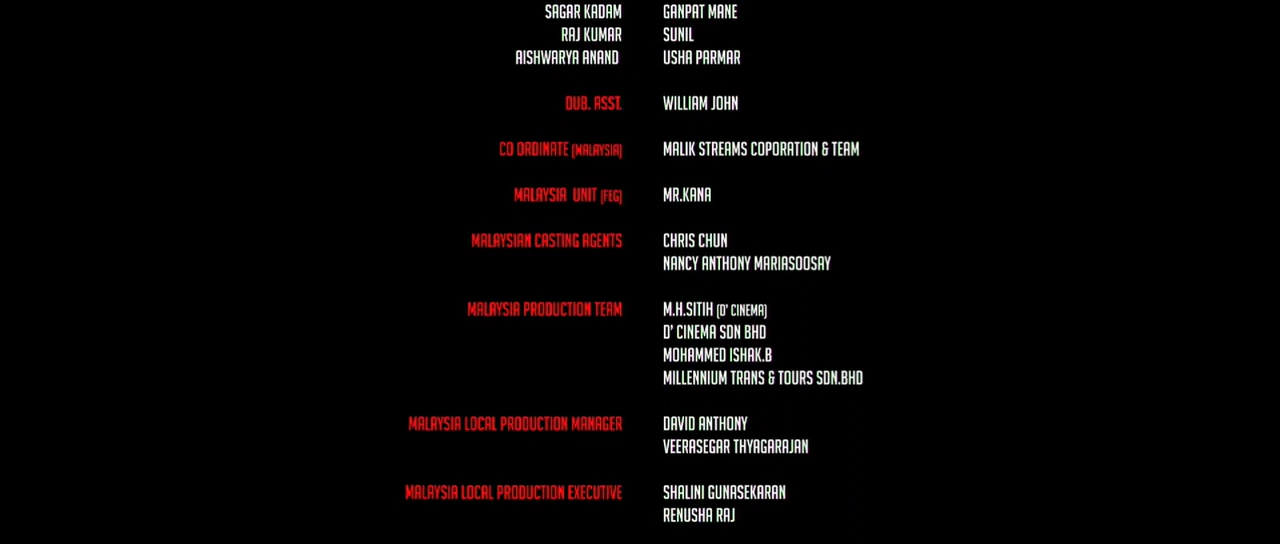 SAGAR KADAM GANPAT MANE
RAJ KUMAR SUNIL
AISHWARYA ANAND USHA PARMAR
DUB. ASST. WILLIAM JOHN
CO ORDINATE (MALAYSIA) MALIK STREAMS COPORATION & TEAM
MALAYSIA UNIT (FEG) MR.KANA
MALAYSIAN CASTING AGENTS CHRIS CHUN
NANCY ANTHONY MARIASOOSAY
MALAYSIA PRODUCTION TEAM M.H.SITIH (D' CINEMA)
D' CINEMA SDN BHD
MOHAMMED ISHAK.B
MILLENNIUM TRANS & TOURS SDN.BHD
MALAYSIA LOCAL PRODUCTION MANAGER DAVID ANTHONY
VEERASEGAR THYAGARAJAN
MALAYSIA LOCAL PRODUCTION EXECUTIVE SHALINI GUNASEKARAN
RENUSHA RAJ